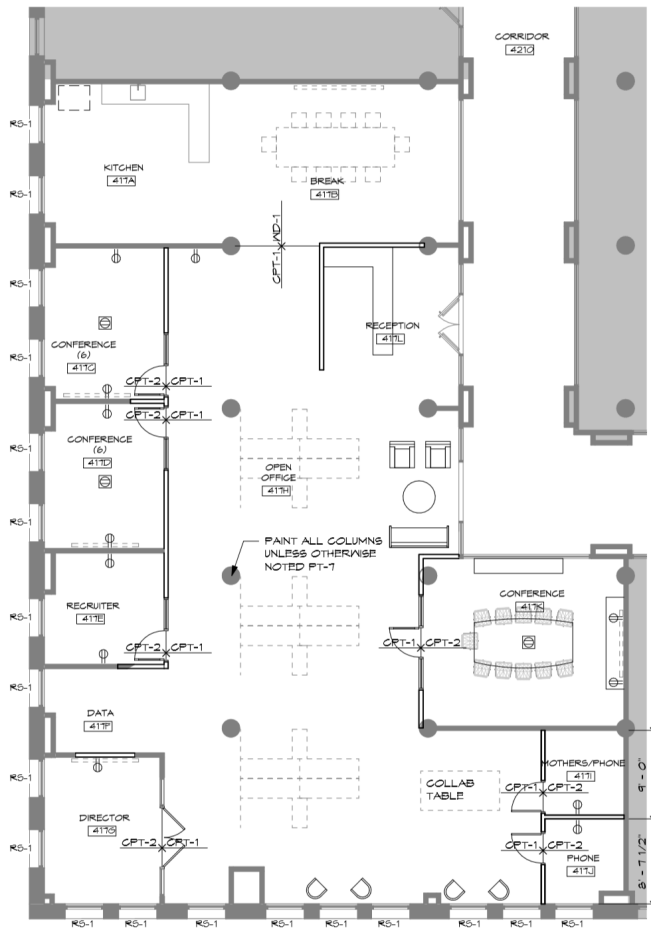 CORRIDOR
4210
RS-1
KITCHEN
417A
BREAK
417B
RS-1
CPT-1 WD-1
RS-1
RECEPTION
417L
CONFERENCE
(6)
417C
RS-1
CPT-2 CPT-1
CPT-2 CPT-1
CONFERENCE
(6)
417D
RS-1
OPEN
OFFICE
417H
PAINT ALL COLUMNS
UNLESS OTHERWISE
NOTED PT-7
RS-1
CONFERENCE
417K
RECRUITER
417E
RS-1
CPT-2 CPT-1
CPT-1 CPT-2
RS-1
DATA
417F
MOTHERS/PHONE
417I
RS-1
COLLAB
TABLE
CPT-1 CPT-2
9' - 0"
DIRECTOR
417G
RS-1
CPT-2 CPT-1
CPT-1 CPT-2
PHONE
417J
8' - 7 1/2"
RS-1 RS-1 RS-1 RS-1 RS-1 RS-1 RS-1 RS-1